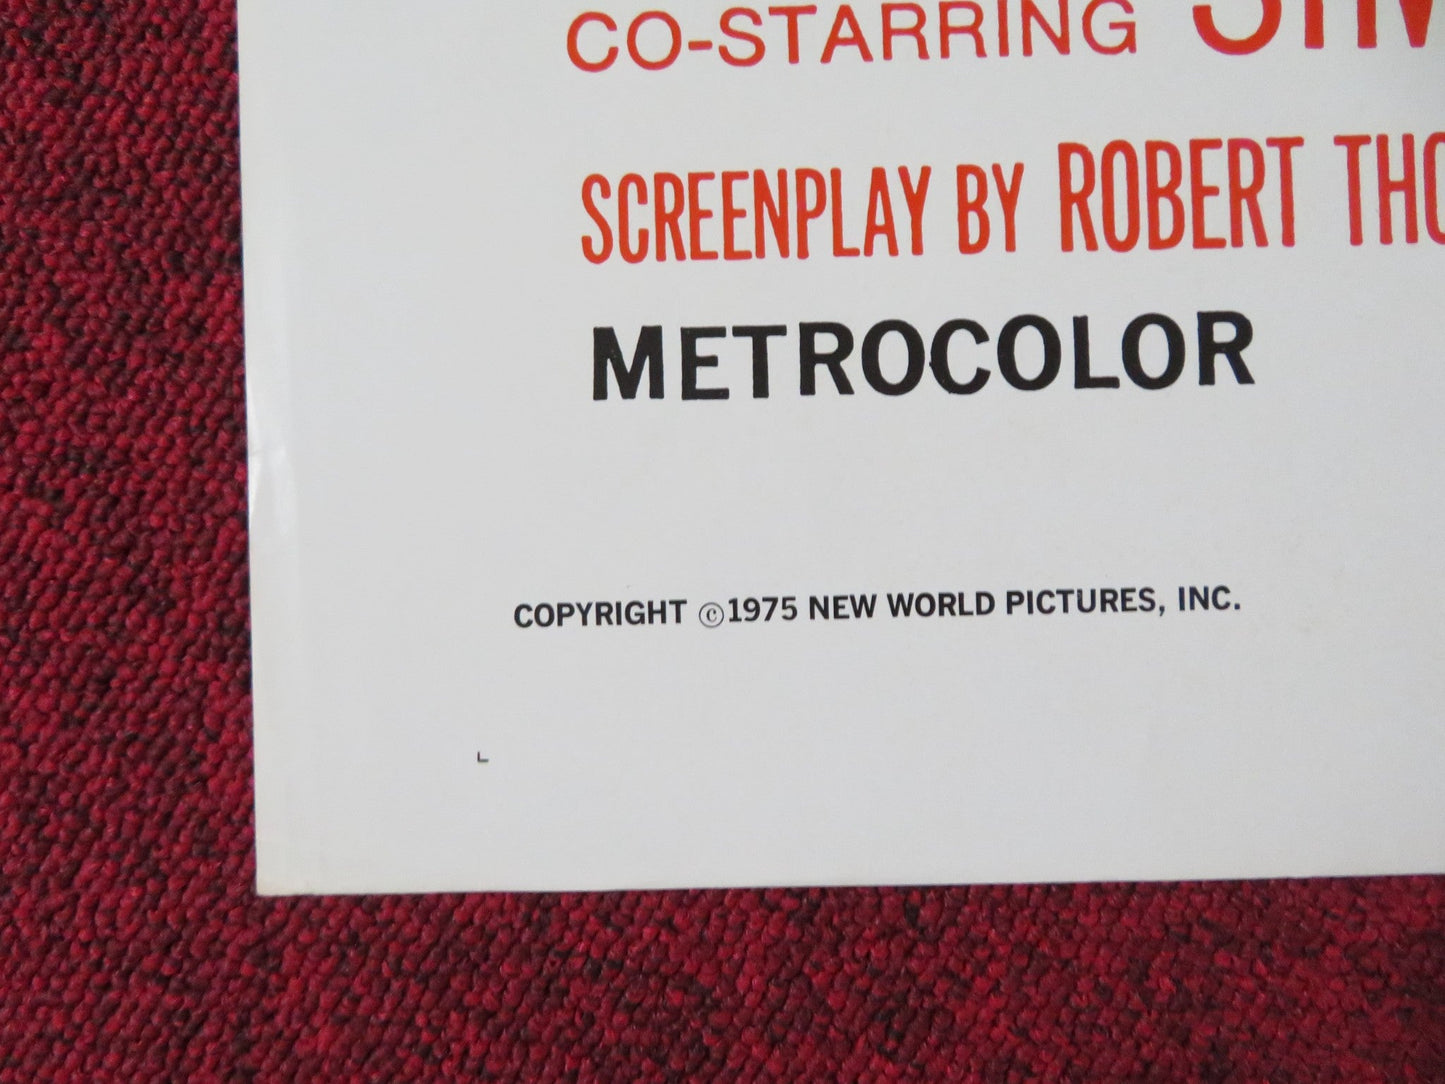 CO-STARRING
SCREENPLAY BY ROBERT
METROCOLOR
COPYRIGHT ©1975 NEW WORLD PICTURES, INC.